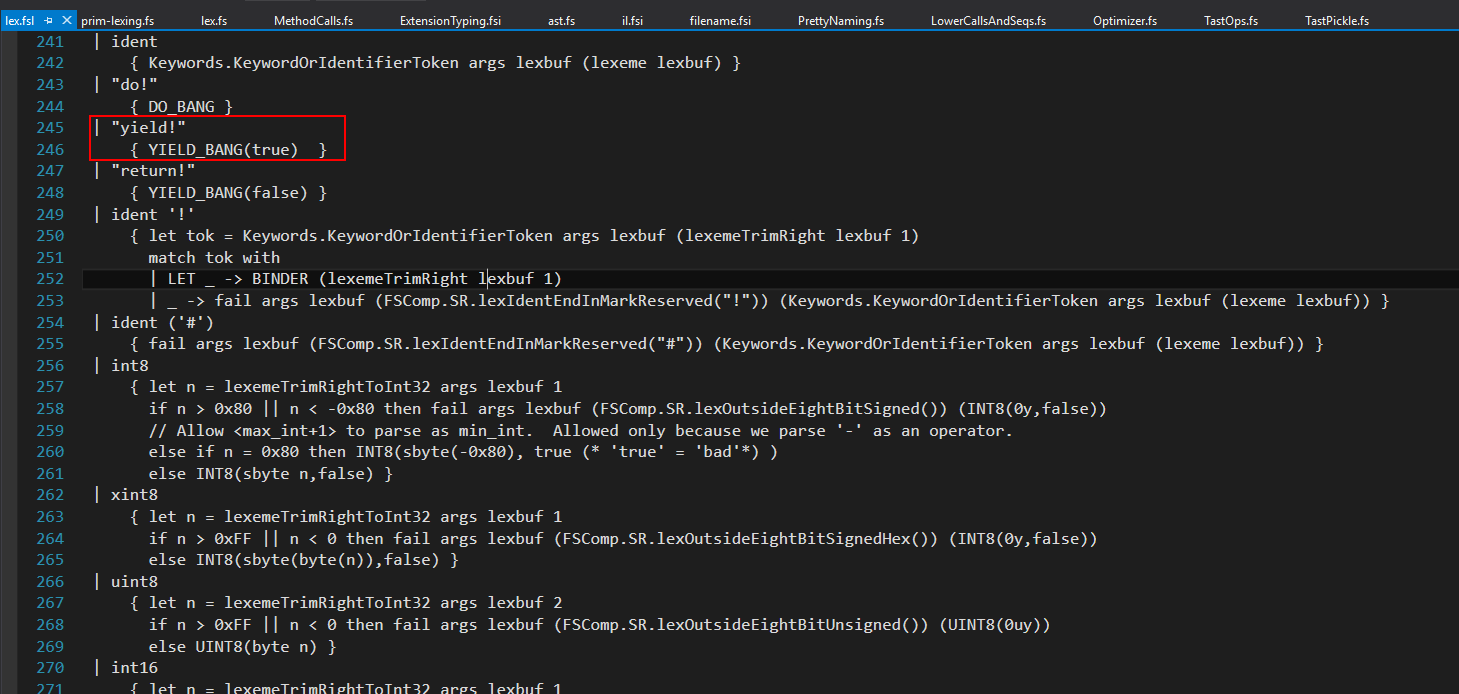 lex.fsl prim-lexing.fs lex.fs MethodCalls.fs ExtensionTyping.fsi ast.fs il.fsi filename.fsi PrettyNaming.fs LowerCallsAndSeqs.fs Optimizer.fs TastOps.fs TastPickle.fs
241 | ident
242 { Keywords.KeywordOrIdentifierToken args lexbuf (lexeme lexbuf) }
243 | "do!"
244 { DO_BANG }
245 | "yield!"
246 { YIELD_BANG(true)  }
247 | "return!"
248 { YIELD_BANG(false) }
249 | ident '!'
250 { let tok = Keywords.KeywordOrIdentifierToken args lexbuf (lexemeTrimRight lexbuf 1)
251 match tok with
252 | LET _ -> BINDER (lexemeTrimRight lexbuf 1)
253 | _ -> fail args lexbuf (FSComp.SR.lexIdentEndInMarkReserved("!")) (Keywords.KeywordOrIdentifierToken args lexbuf (lexeme lexbuf)) }
254 | ident ('#')
255 { fail args lexbuf (FSComp.SR.lexIdentEndInMarkReserved("#")) (Keywords.KeywordOrIdentifierToken args lexbuf (lexeme lexbuf)) }
256 | int8
257 { let n = lexemeTrimRightToInt32 args lexbuf 1
258 if n > 0x80 || n < -0x80 then fail args lexbuf (FSComp.SR.lexOutsideEightBitSigned()) (INT8(0y,false))
259 // Allow <max_int+1> to parse as min_int.  Allowed only because we parse '-' as an operator.
260 else if n = 0x80 then INT8(sbyte(-0x80), true (* 'true' = 'bad'*) )
261 else INT8(sbyte n,false) }
262 | xint8
263 { let n = lexemeTrimRightToInt32 args lexbuf 1
264 if n > 0xFF || n < 0 then fail args lexbuf (FSComp.SR.lexOutsideEightBitSignedHex()) (INT8(0y,false))
265 else INT8(sbyte(byte(n)),false) }
266 | uint8
267 { let n = lexemeTrimRightToInt32 args lexbuf 2
268 if n > 0xFF || n < 0 then fail args lexbuf (FSComp.SR.lexOutsideEightBitUnsigned()) (UINT8(0uy))
269 else UINT8(byte n) }
270 | int16
271 { let n = lexemeTrimRightToInt32 args lexbuf 1